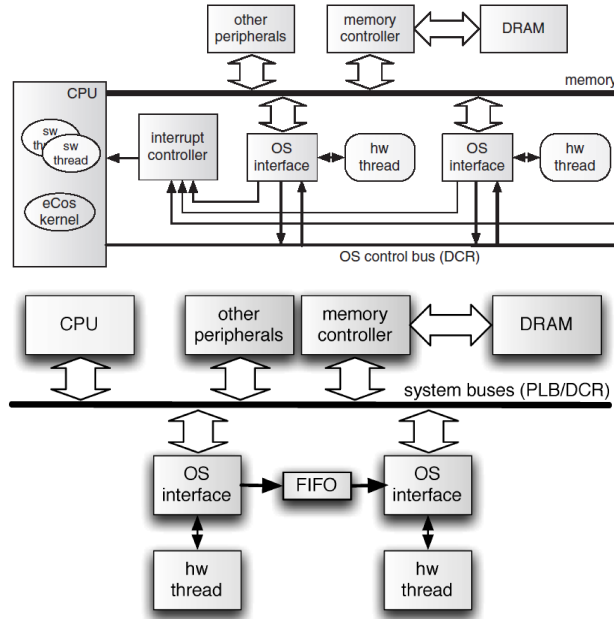 other
peripherals
memory
controller
DRAM
CPU
memory
sw
th
sw
thread
interrupt
controller
OS
interface
hw
thread
OS
interface
hw
thread
eCos
kernel
OS control bus (DCR)
CPU
other
peripherals
memory
controller
DRAM
system buses (PLB/DCR)
OS
interface
FIFO
OS
interface
hw
thread
hw
thread